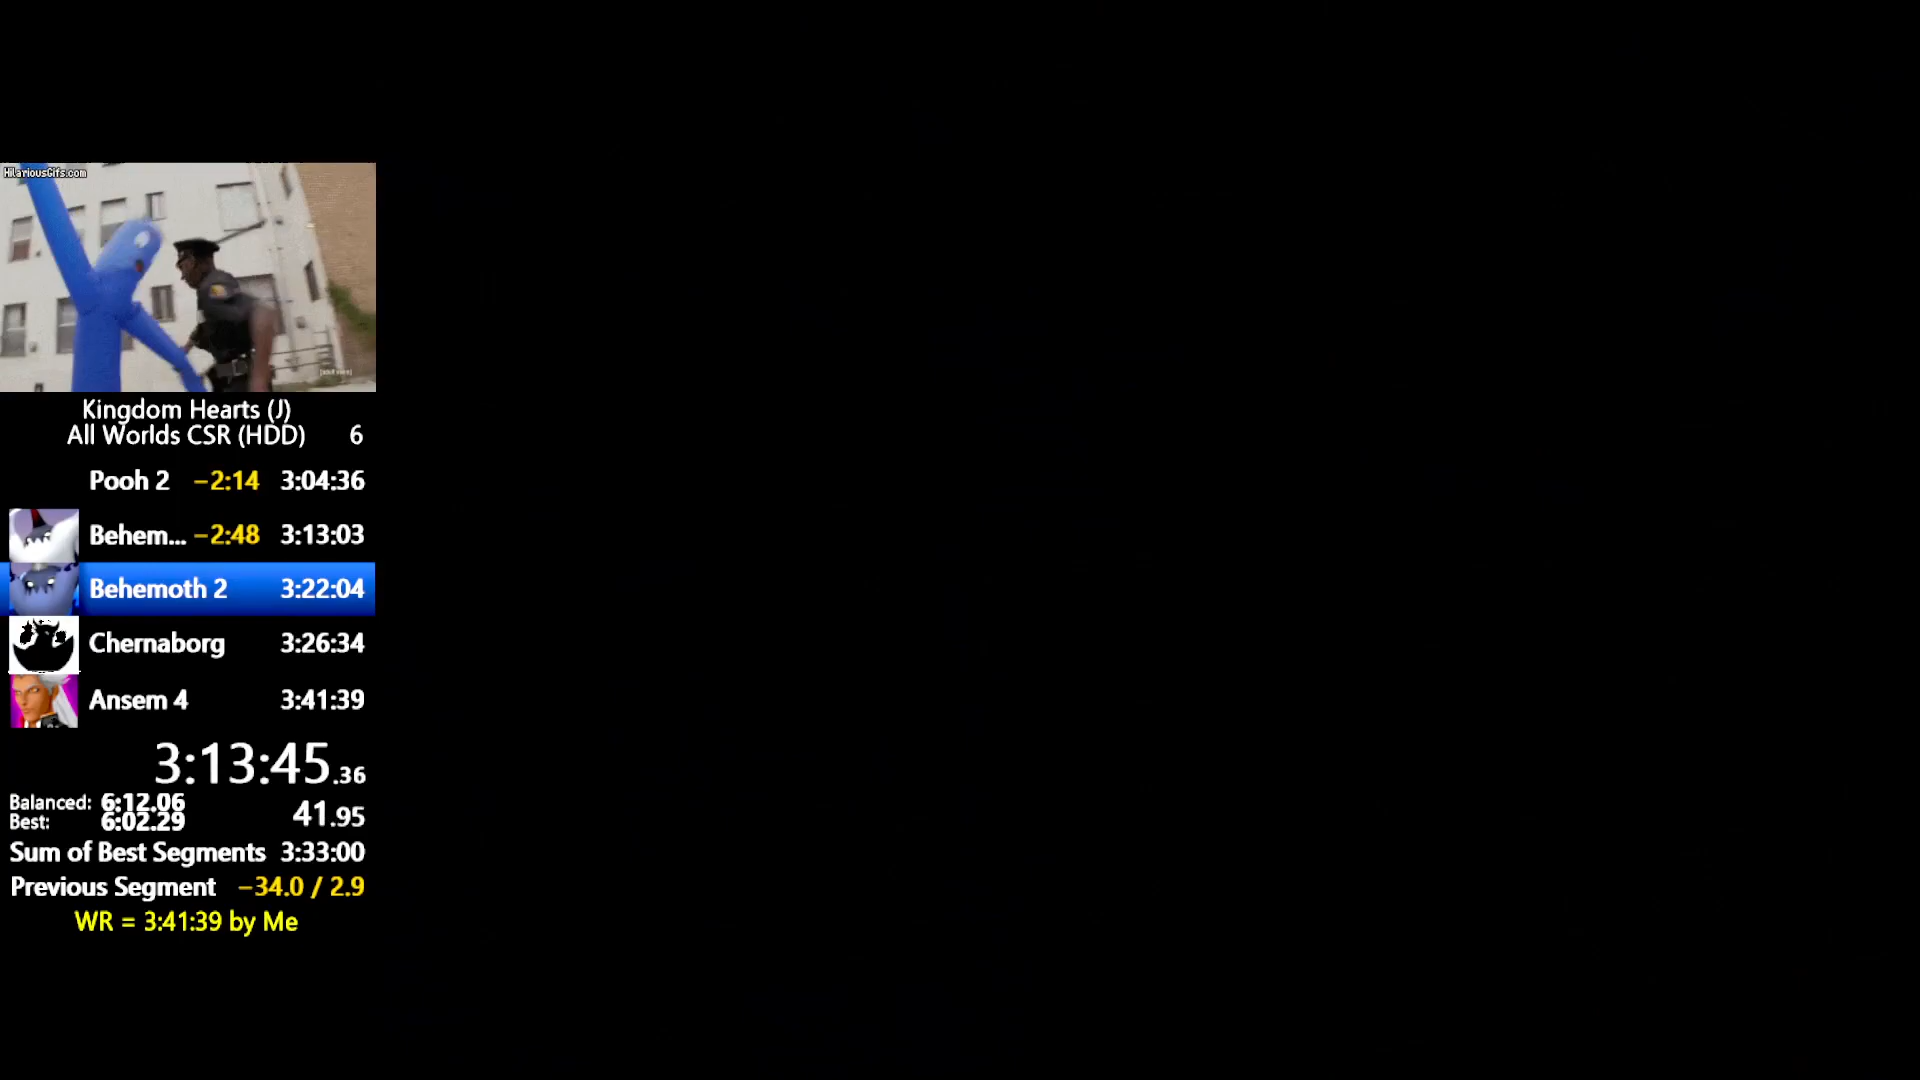 HilariousGifs.com
Kingdom Hearts (J)
All Worlds CSR (HDD) 6
Pooh 2 −2:14 3:04:36
Behem... −2:48 3:13:03
Behemoth 2 3:22:04
Chernaborg 3:26:34
Ansem 4 3:41:39
3:13:45.36
Balanced: 6:12.06
Best: 6:02.29
41.95
Sum of Best Segments 3:33:00
Previous Segment −34.0 / 2.9
WR = 3:41:39 by Me